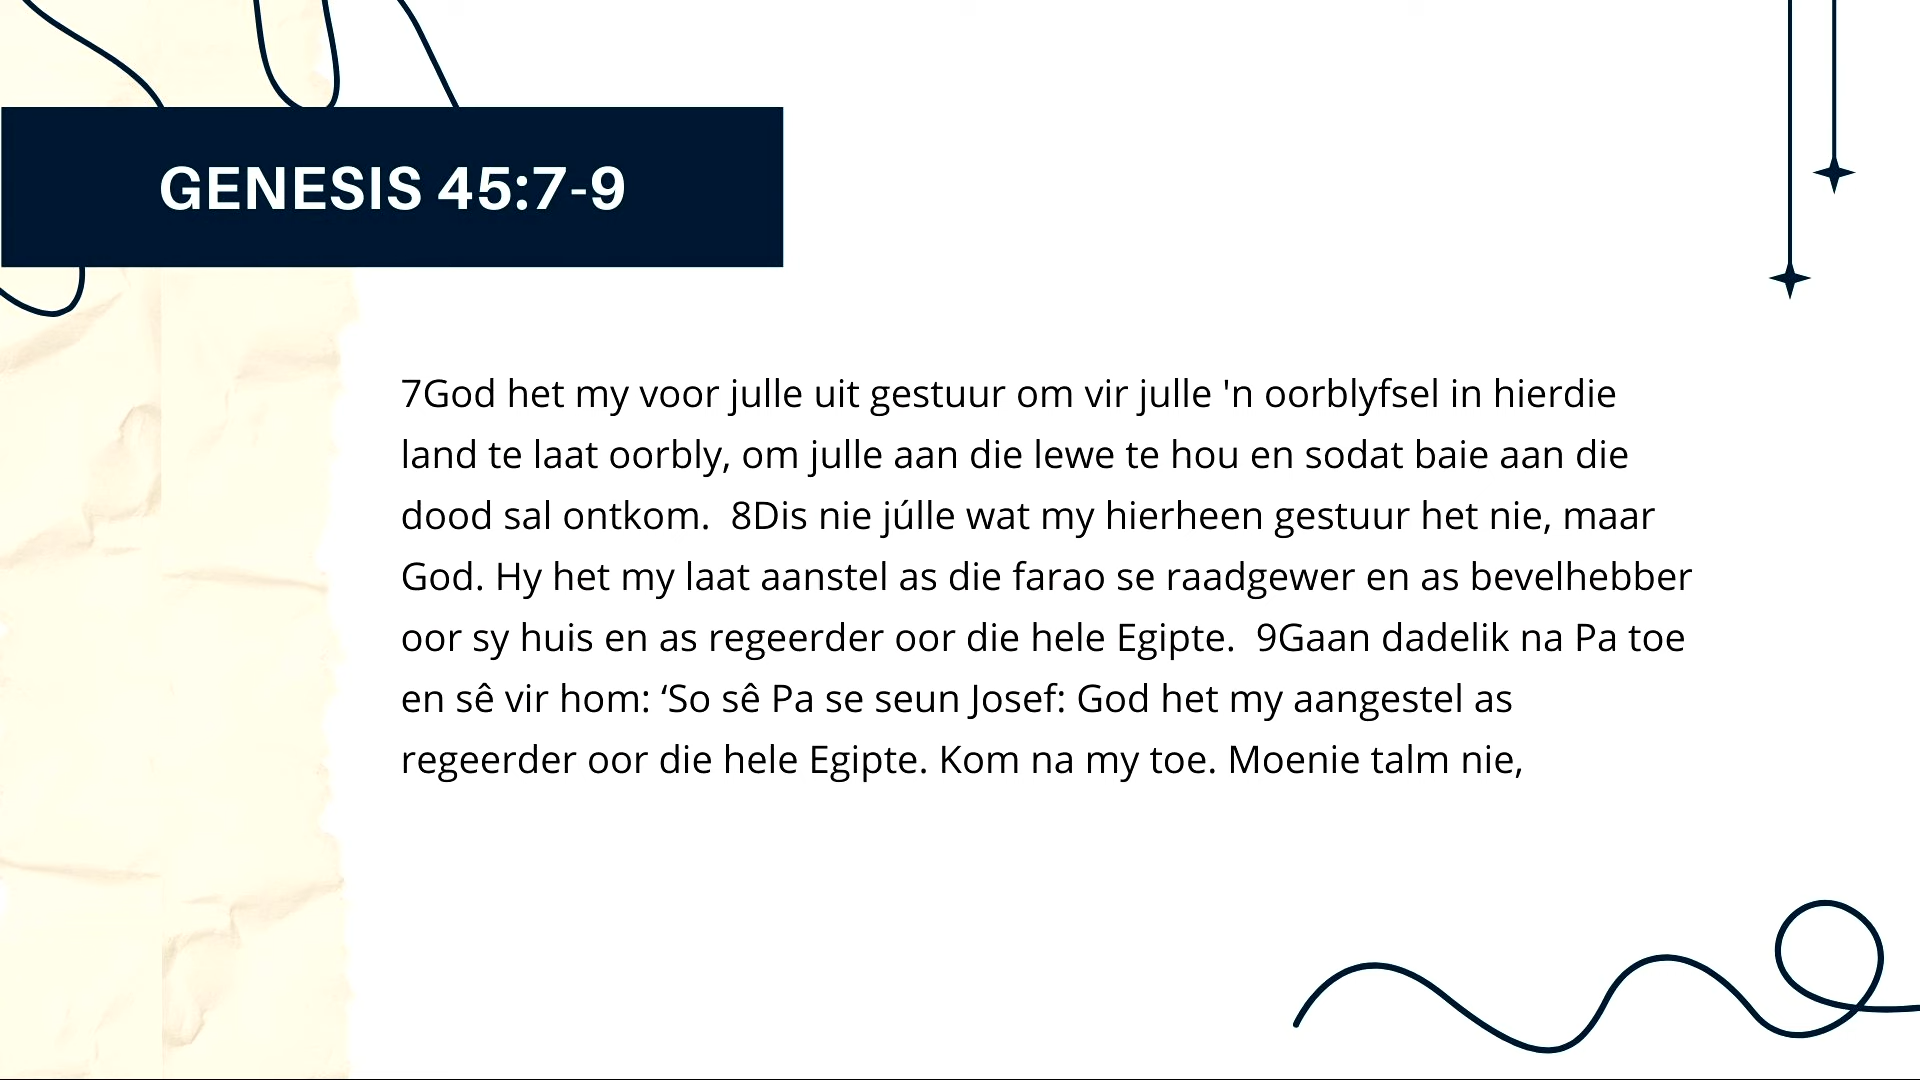 GENESIS 45:7-9
7God het my voor julle uit gestuur om vir julle 'n oorblyfsel in hierdie
land te laat oorbly, om julle aan die lewe te hou en sodat baie aan die
dood sal ontkom.  8Dis nie júlle wat my hierheen gestuur het nie, maar
God. Hy het my laat aanstel as die farao se raadgewer en as bevelhebber
oor sy huis en as regeerder oor die hele Egipte.  9Gaan dadelik na Pa toe
en sê vir hom: ‘So sê Pa se seun Josef: God het my aangestel as
regeerder oor die hele Egipte. Kom na my toe. Moenie talm nie,